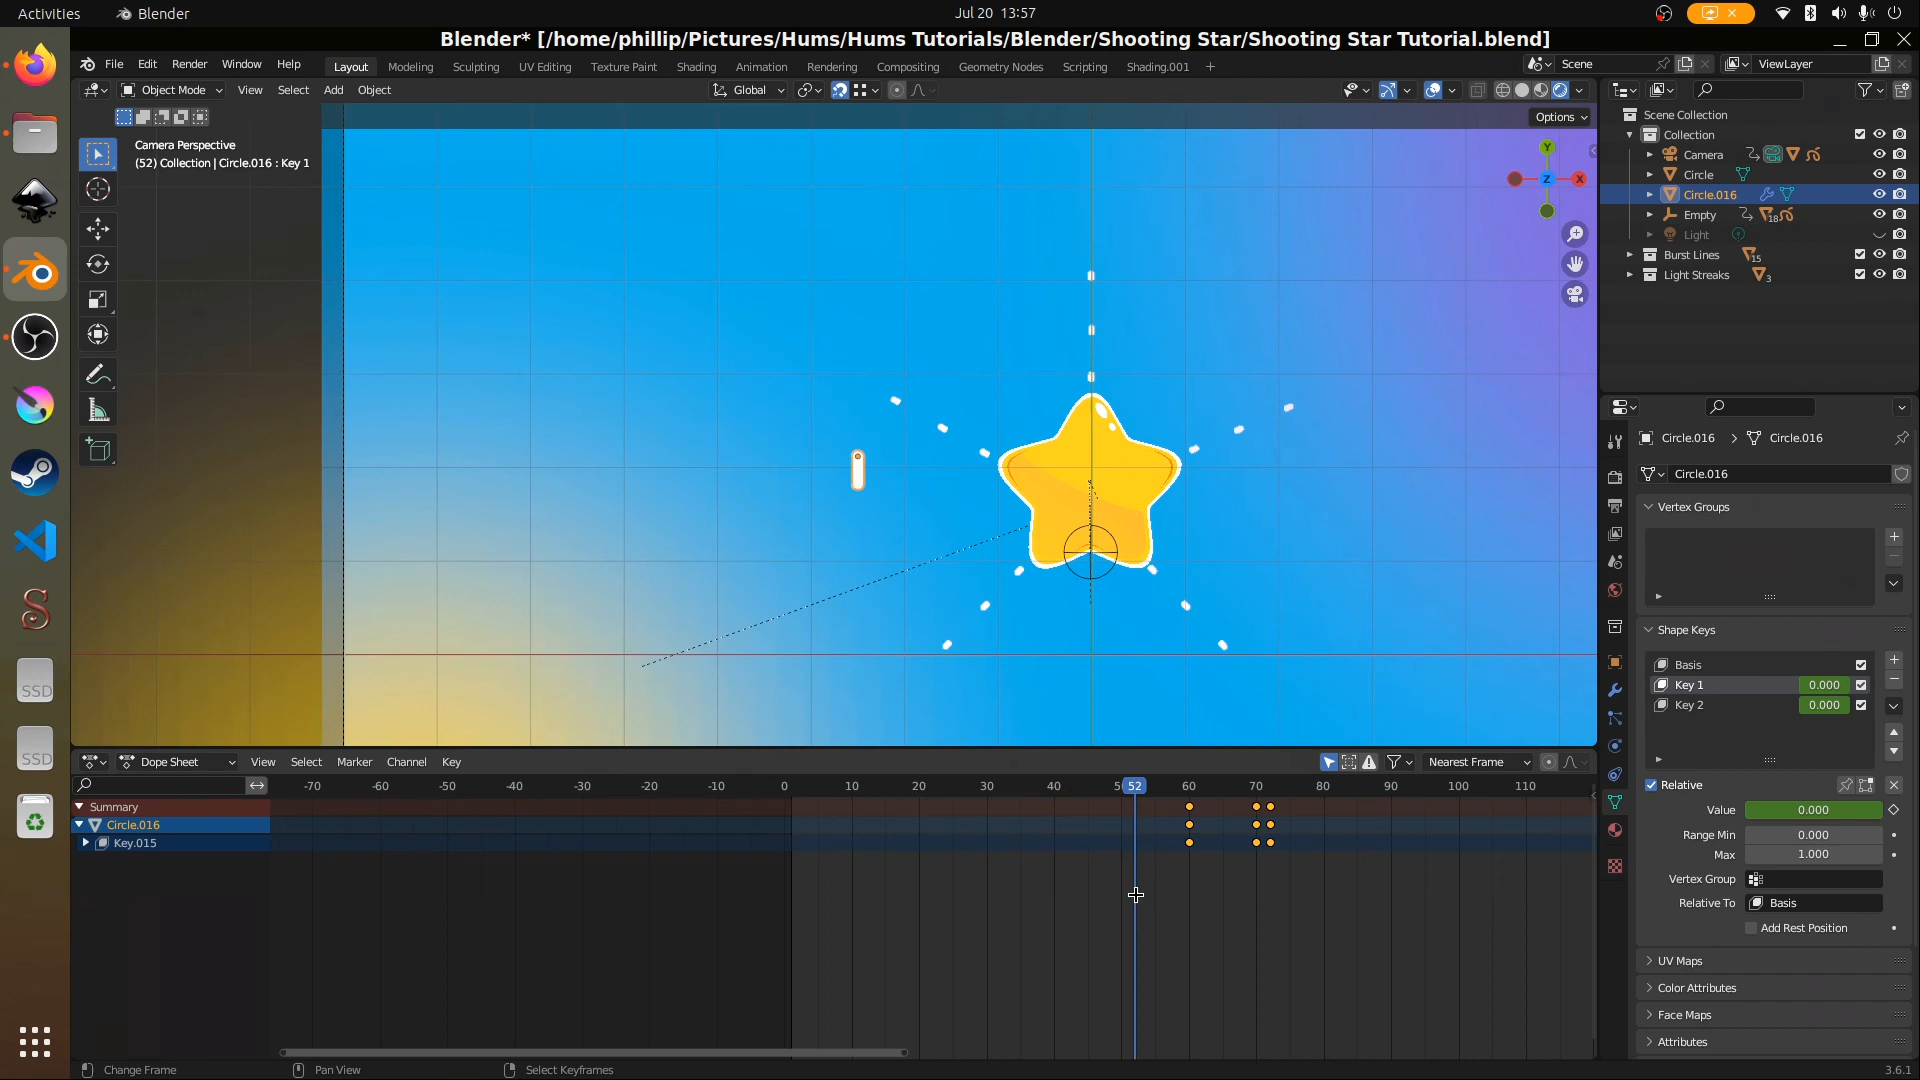 Activities Blender Jul 20 13:57
Blender* [/home/phillip/Pictures/Hums/Hums Tutorials/Blender/Shooting Star/Shooting Star Tutorial.blend]
File Edit Render Window Help Layout Modeling Sculpting UV Editing Texture Paint Shading Animation Rendering Compositing Geometry Nodes Scripting Shading.001 Scene ViewLayer
Object Mode View Select Add Object Global
Options
Camera Perspective
(52) Collection | Circle.016 : Key 1
Y
Z
X
Scene Collection
Collection
Camera
Circle
Circle.016
Empty 18
Light
Burst Lines 15
Light Streaks 3
Circle.016 Circle.016
Circle.016
Vertex Groups
Shape Keys
Basis
Key 1 0.000
Key 2 0.000
Relative
Value 0.000
Range Min 0.000
Max 1.000
Vertex Group
Relative To Basis
Add Rest Position
UV Maps
Color Attributes
Face Maps
Attributes
SSD
SSD
Dope Sheet View Select Marker Channel Key Nearest Frame
-70 -60 -50 -40 -30 -20 -10 0 10 20 30 40 5 52 60 70 80 90 100 110
Summary
Circle.016
Key.015
Change Frame Pan View Select Keyframes 3.6.1